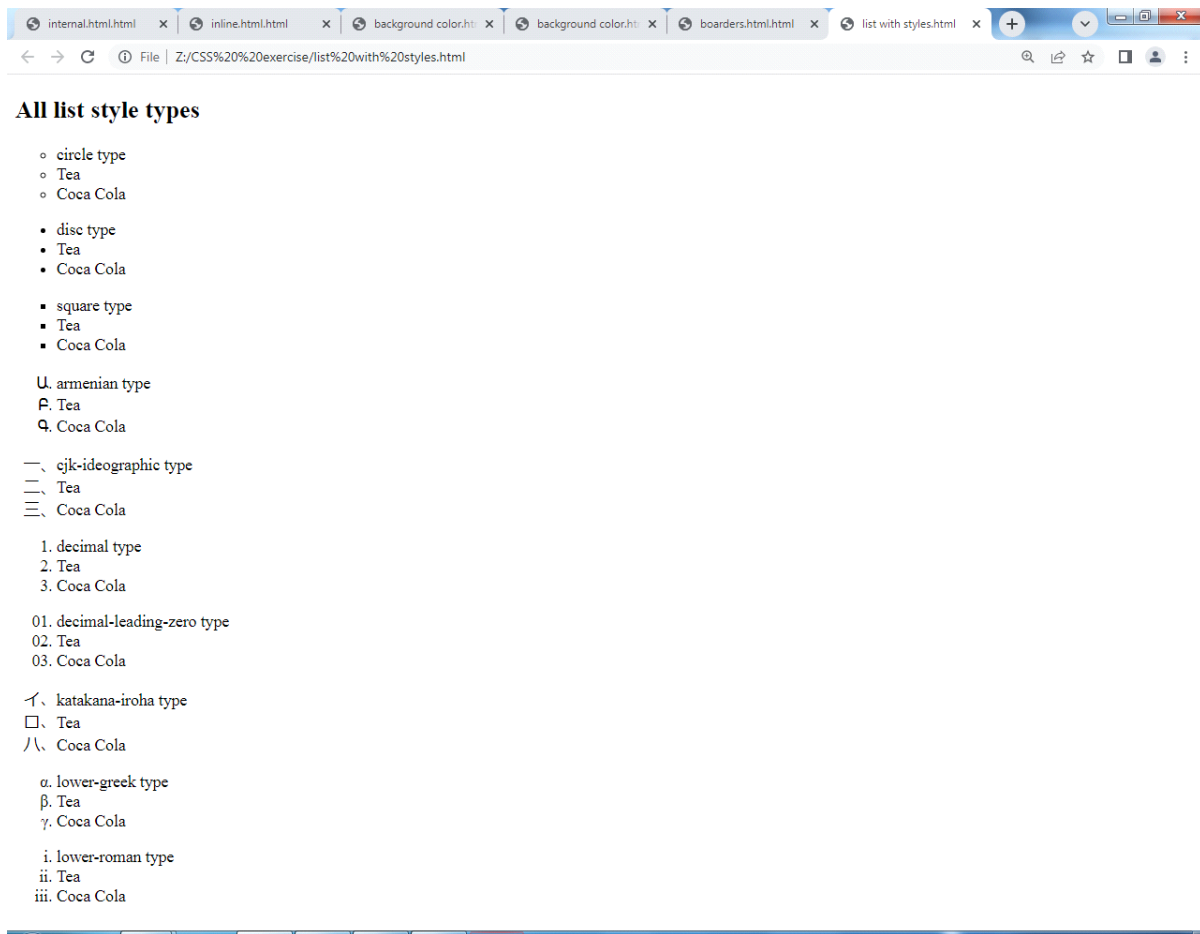 internal.html.html
inline.html.html
background color.ht
background color.ht
boarders.html.html
list with styles.html
File Z:/CSS%20%20exercise/list%20with%20styles.html
All list style types
circle type
Tea
Coca Cola
disc type
Tea
Coca Cola
square type
Tea
Coca Cola
Ա. armenian type
Բ. Tea
Գ. Coca Cola
一、 cjk-ideographic type
二、 Tea
三、 Coca Cola
1. decimal type
2. Tea
3. Coca Cola
01. decimal-leading-zero type
02. Tea
03. Coca Cola
イ、 katakana-iroha type
ロ、 Tea
ハ、 Coca Cola
α. lower-greek type
β. Tea
γ. Coca Cola
i. lower-roman type
ii. Tea
iii. Coca Cola